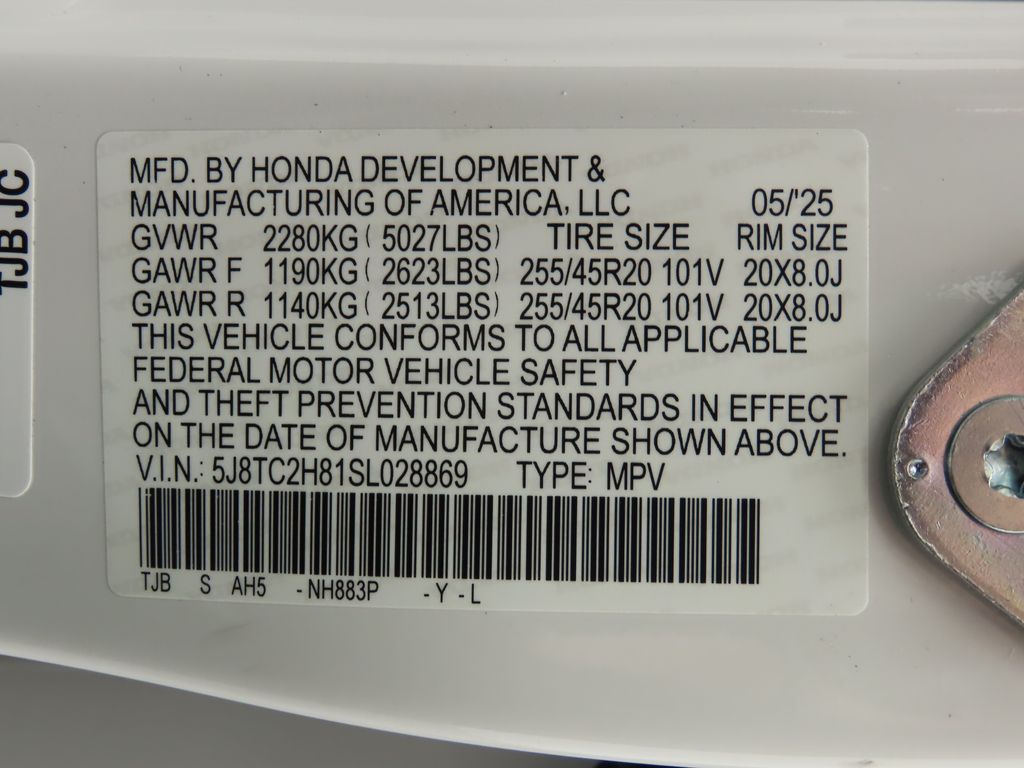 TJB JC
MFD. BY HONDA DEVELOPMENT &
MANUFACTURING OF AMERICA, LLC 05/'25
GVWR 2280KG ( 5027LBS) TIRE SIZE RIM SIZE
GAWR F 1190KG ( 2623LBS) 255/45R20 101V 20X8.0J
GAWR R 1140KG ( 2513LBS) 255/45R20 101V 20X8.0J
THIS VEHICLE CONFORMS TO ALL APPLICABLE
FEDERAL MOTOR VEHICLE SAFETY
AND THEFT PREVENTION STANDARDS IN EFFECT
ON THE DATE OF MANUFACTURE SHOWN ABOVE.
V.I.N.: 5J8TC2H81SL028869 TYPE: MPV
TJB S AH5 - NH883P - Y - L